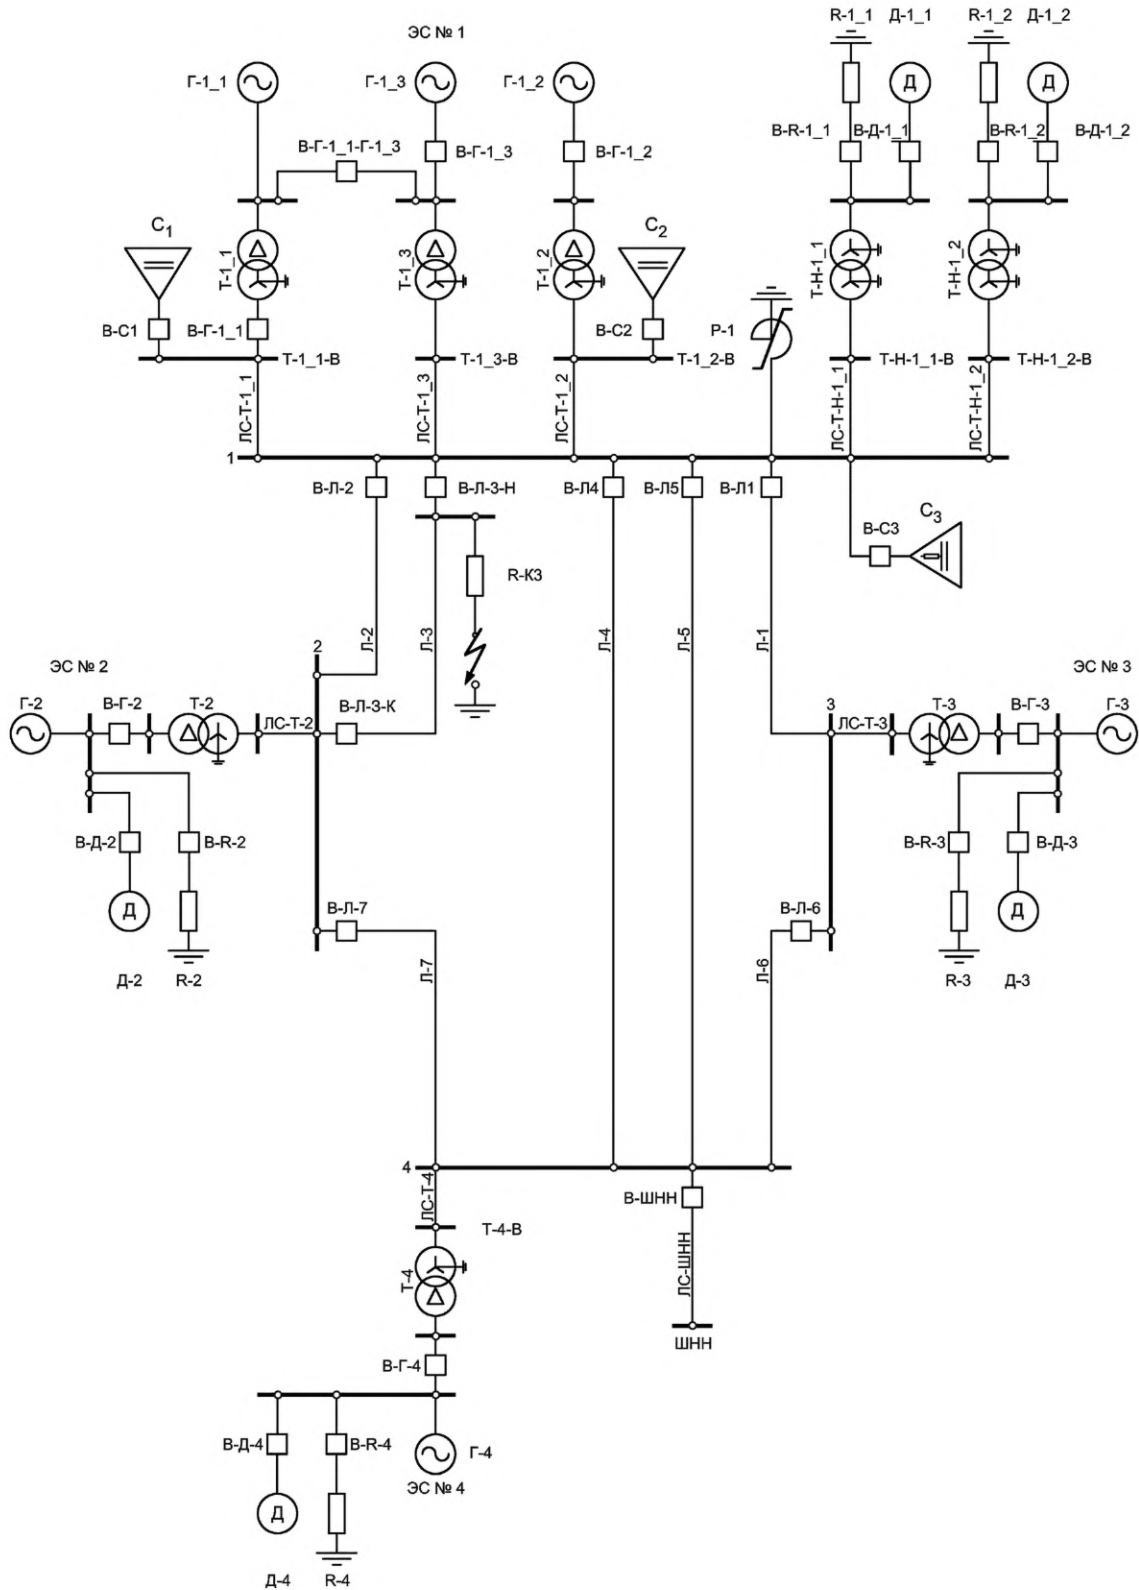 ЭС № 1
R-1_1 Д-1_1 R-1_2 Д-1_2
Г-1_1 Г-1_3 Г-1_2 Д Д
В-R-1_1 В-Д-1_1 В-R-1_2 В-Д-1_2
В-Г-1_1-Г-1_3 В-Г-1_3 В-Г-1_2
C1 C2
Т-1_1 Т-1_3 Т-1_2 Т-Н-1_1 Т-Н-1_2
В-С1 В-Г-1_1 В-С2 Р-1
Т-1_1-В Т-1_3-В Т-1_2-В Т-Н-1_1-В Т-Н-1_2-В
ЛС-Т-1_1 ЛС-Т-1_3 ЛС-Т-1_2 ЛС-Т-Н-1_1 ЛС-Т-Н-1_2
1
В-Л-2 В-Л-3-Н В-Л4 В-Л5 В-Л1
В-С3 C3
R-КЗ
Л-2 Л-3 Л-4 Л-5 Л-1
2
ЭС № 2 ЭС № 3
Г-2 В-Г-2 Т-2 ЛС-Т-2 В-Л-3-К 3 ЛС-Т-3 Т-3 В-Г-3 Г-3
В-Д-2 В-R-2 В-R-3 В-Д-3
Д В-Л-7 В-Л-6 Д
Д-2 R-2 Л-7 Л-6 R-3 Д-3
4
ЛС-Т-4 В-ШНН
Т-4-В
Т-4 ЛС-ШНН
ШНН
В-Г-4
В-Д-4 В-R-4 Г-4
ЭС № 4
Д
Д-4 R-4